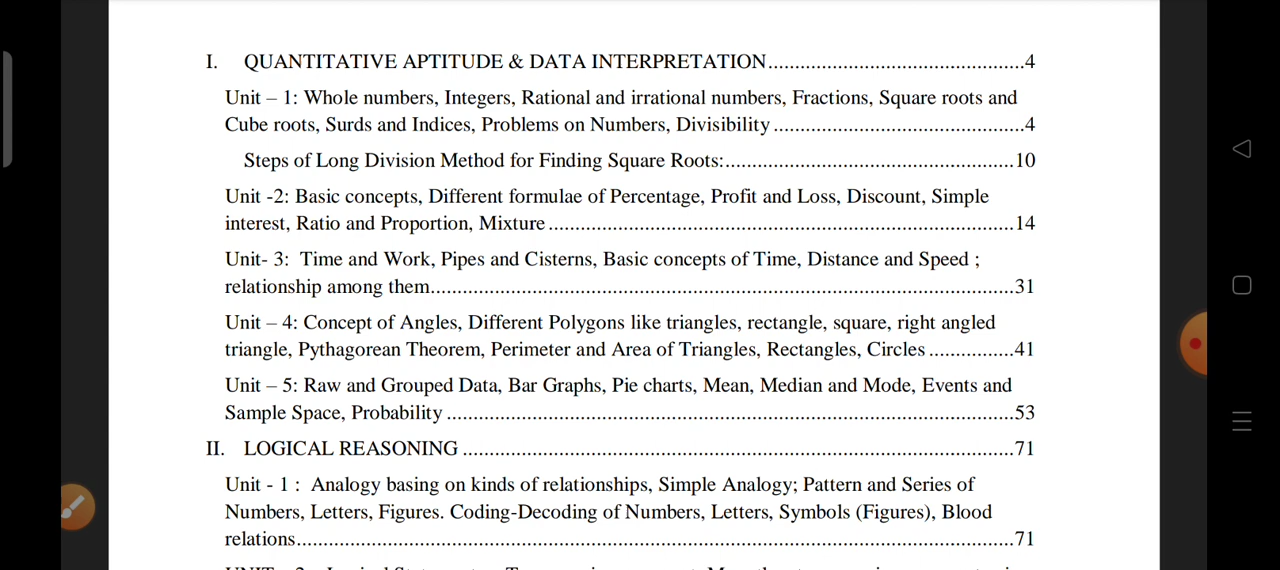 I. QUANTITATIVE APTITUDE & DATA INTERPRETATION................................................4
Unit – 1: Whole numbers, Integers, Rational and irrational numbers, Fractions, Square roots and
Cube roots, Surds and Indices, Problems on Numbers, Divisibility...............................................4
Steps of Long Division Method for Finding Square Roots:......................................................10
Unit -2: Basic concepts, Different formulae of Percentage, Profit and Loss, Discount, Simple
interest, Ratio and Proportion, Mixture.......................................................................................14
Unit- 3: Time and Work, Pipes and Cisterns, Basic concepts of Time, Distance and Speed ;
relationship among them.............................................................................................................31
Unit – 4: Concept of Angles, Different Polygons like triangles, rectangle, square, right angled
triangle, Pythagorean Theorem, Perimeter and Area of Triangles, Rectangles, Circles................41
Unit – 5: Raw and Grouped Data, Bar Graphs, Pie charts, Mean, Median and Mode, Events and
Sample Space, Probability..........................................................................................................53
II. LOGICAL REASONING.......................................................................................................71
Unit - 1 : Analogy basing on kinds of relationships, Simple Analogy; Pattern and Series of
Numbers, Letters, Figures. Coding-Decoding of Numbers, Letters, Symbols (Figures), Blood
relations......................................................................................................................................71